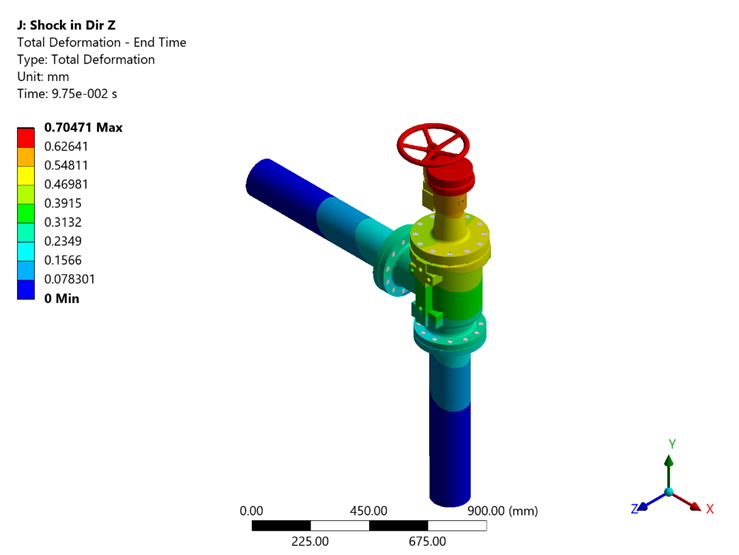 J: Shock in Dir Z
Total Deformation - End Time
Type: Total Deformation
Unit: mm
Time: 9.75e-002 s
0.70471 Max
0.62641
0.54811
0.46981
0.3915
0.3132
0.2349
0.1566
0.078301
0 Min
0.00 450.00 900.00 (mm)
225.00 675.00
Y
Z X